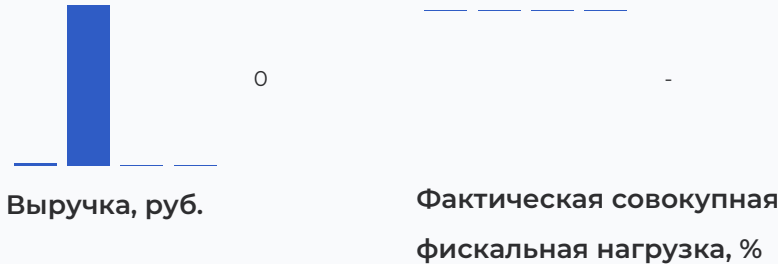 0
-
Выручка, руб.
Фактическая совокупная
фискальная нагрузка, %